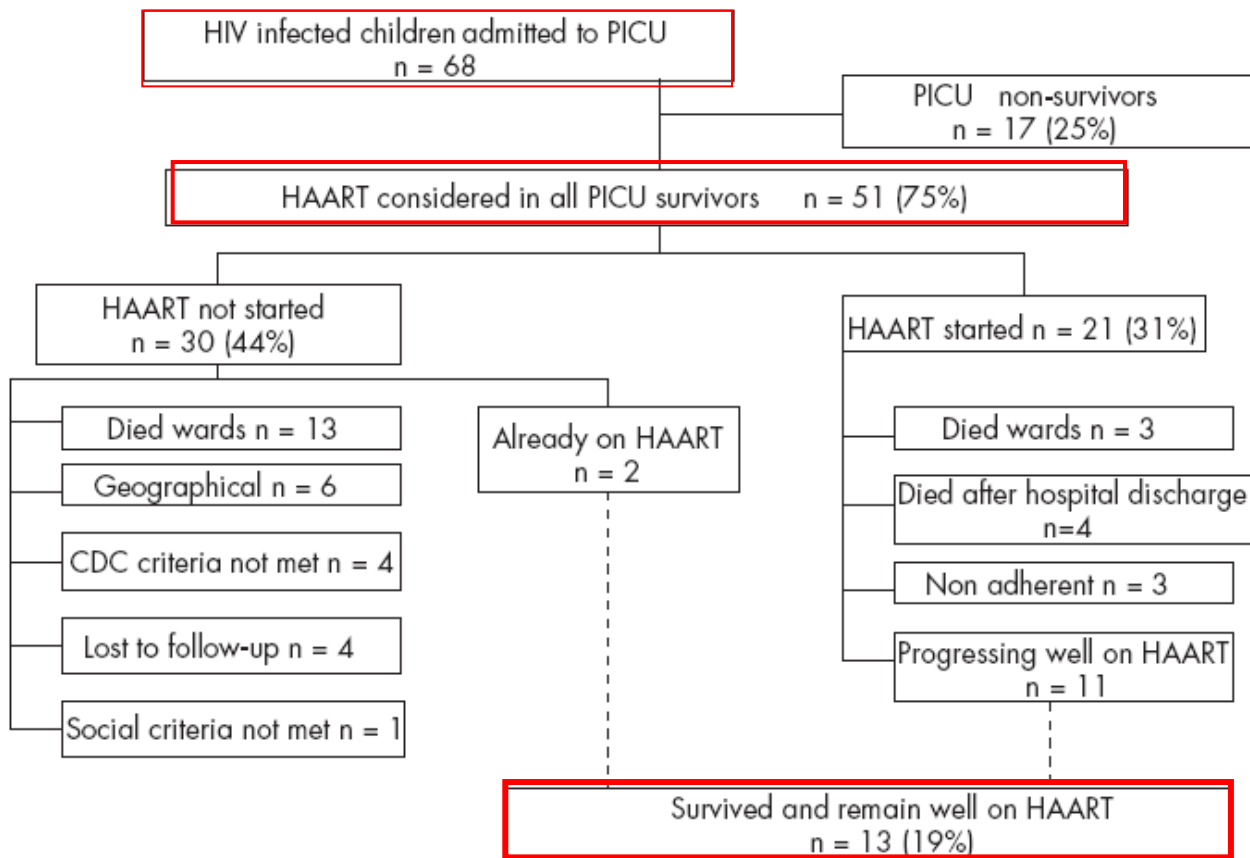 HIV infected children admitted to PICU
n = 68
PICU non-survivors
n = 17 (25%)
HAART considered in all PICU survivors n = 51 (75%)
HAART not started
n = 30 (44%)
HAART started n = 21 (31%)
Died wards n = 13
Geographical n = 6
CDC criteria not met n = 4
Lost to follow-up n = 4
Social criteria not met n = 1
Already on HAART
n = 2
Died wards n = 3
Died after hospital discharge
n=4
Non adherent n = 3
Progressing well on HAART
n = 11
Survived and remain well on HAART
n = 13 (19%)